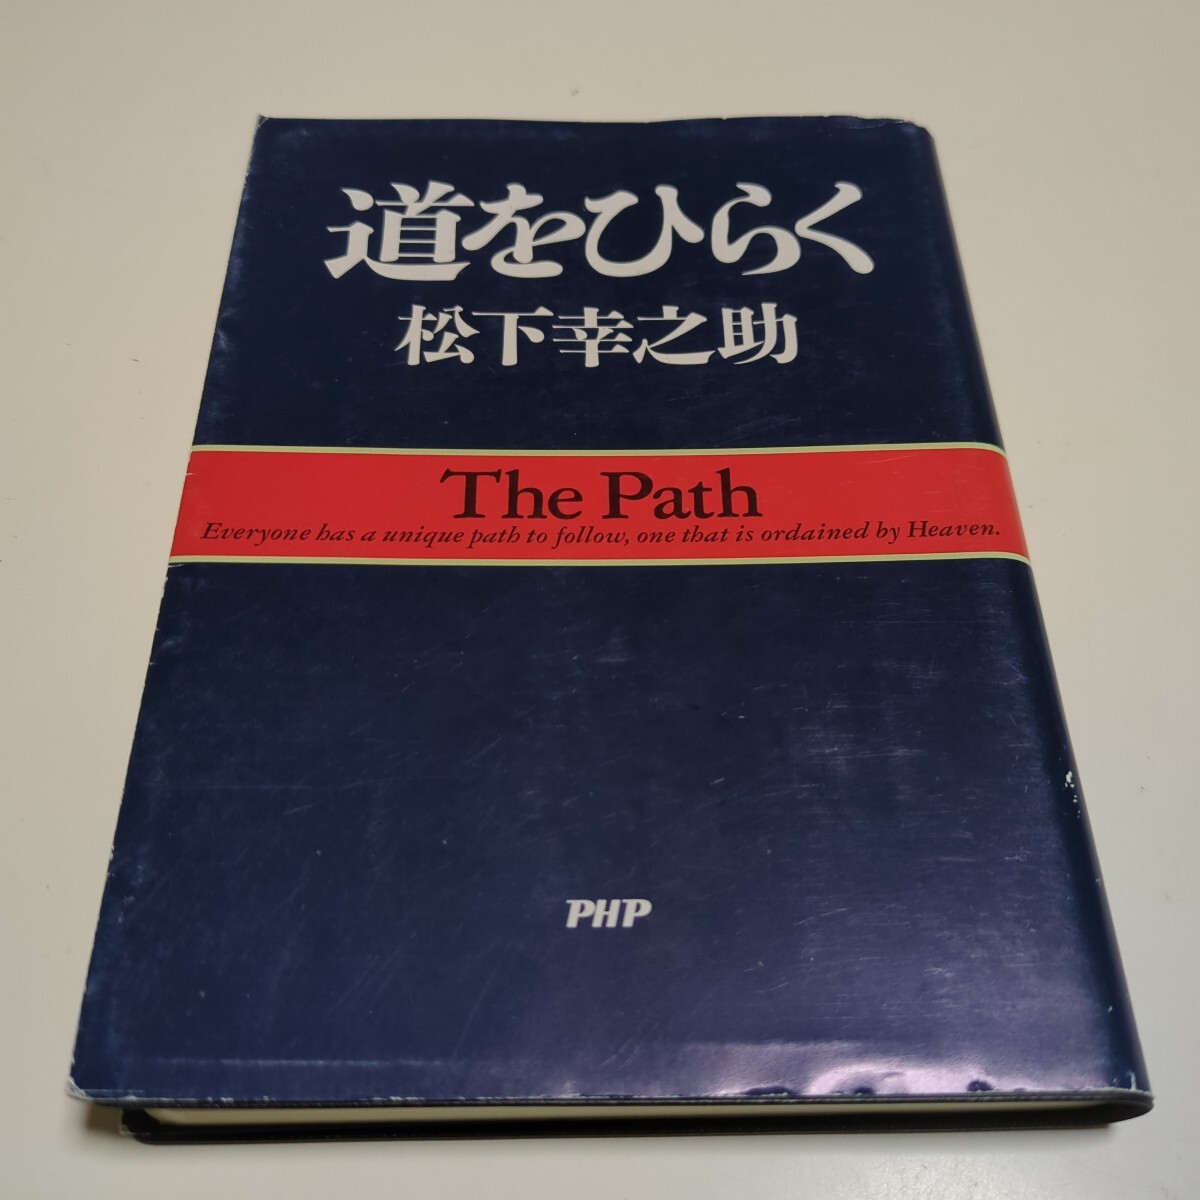 道をひらく
松下幸之助
The Path
Everyone has a unique path to follow, one that is ordained by Heaven.
PHP